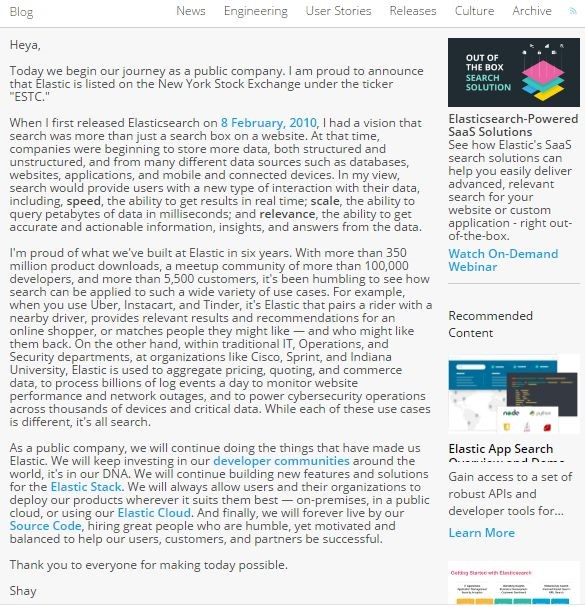 Blog
News Engineering User Stories Releases Culture Archive
Heya,
Today we begin our journey as a public company. I am proud to announce
that Elastic is listed on the New York Stock Exchange under the ticker
"ESTC."
When I first released Elasticsearch on 8 February, 2010, I had a vision that
search was more than just a search box on a website. At that time,
companies were beginning to store more data, both structured and
unstructured, and from many different data sources such as databases,
websites, applications, and mobile and connected devices. In my view,
search would provide users with a new type of interaction with their data,
including, speed, the ability to get results in real time; scale, the ability to
query petabytes of data in milliseconds; and relevance, the ability to get
accurate and actionable information, insights, and answers from the data.
I'm proud of what we've built at Elastic in six years. With more than 350
million product downloads, a meetup community of more than 100,000
developers, and more than 5,500 customers, it's been humbling to see how
search can be applied to such a wide variety of use cases. For example,
when you use Uber, Instacart, and Tinder, it's Elastic that pairs a rider with a
nearby driver, provides relevant results and recommendations for an
online shopper, or matches people they might like — and who might like
them back. On the other hand, within traditional IT, Operations, and
Security departments, at organizations like Cisco, Sprint, and Indiana
University, Elastic is used to aggregate pricing, quoting, and commerce
data, to process billions of log events a day to monitor website
performance and network outages, and to power cybersecurity operations
across thousands of devices and critical data. While each of these use cases
is different, it's all search.
As a public company, we will continue doing the things that have made us
Elastic. We will keep investing in our developer communities around the
world, it's in our DNA. We will continue building new features and solutions
for the Elastic Stack. We will always allow users and their organizations to
deploy our products wherever it suits them best — on-premises, in a public
cloud, or using our Elastic Cloud. And finally, we will forever live by our
Source Code, hiring great people who are humble, yet motivated and
balanced to help our users, customers, and partners be successful.
Thank you to everyone for making today possible.
Shay
OUT OF
THE BOX
SEARCH
SOLUTION
Elasticsearch-Powered
SaaS Solutions
See how Elastic's SaaS
search solutions can
help you easily deliver
advanced, relevant
search for your
website or custom
application - right out-
of-the-box.
Watch On-Demand
Webinar
Recommended
Content
node
python
Elastic App Search
Overview and Demo
Gain access to a set of
robust APIs and
developer tools for...
Learn More
Getting Started with Elasticsearch